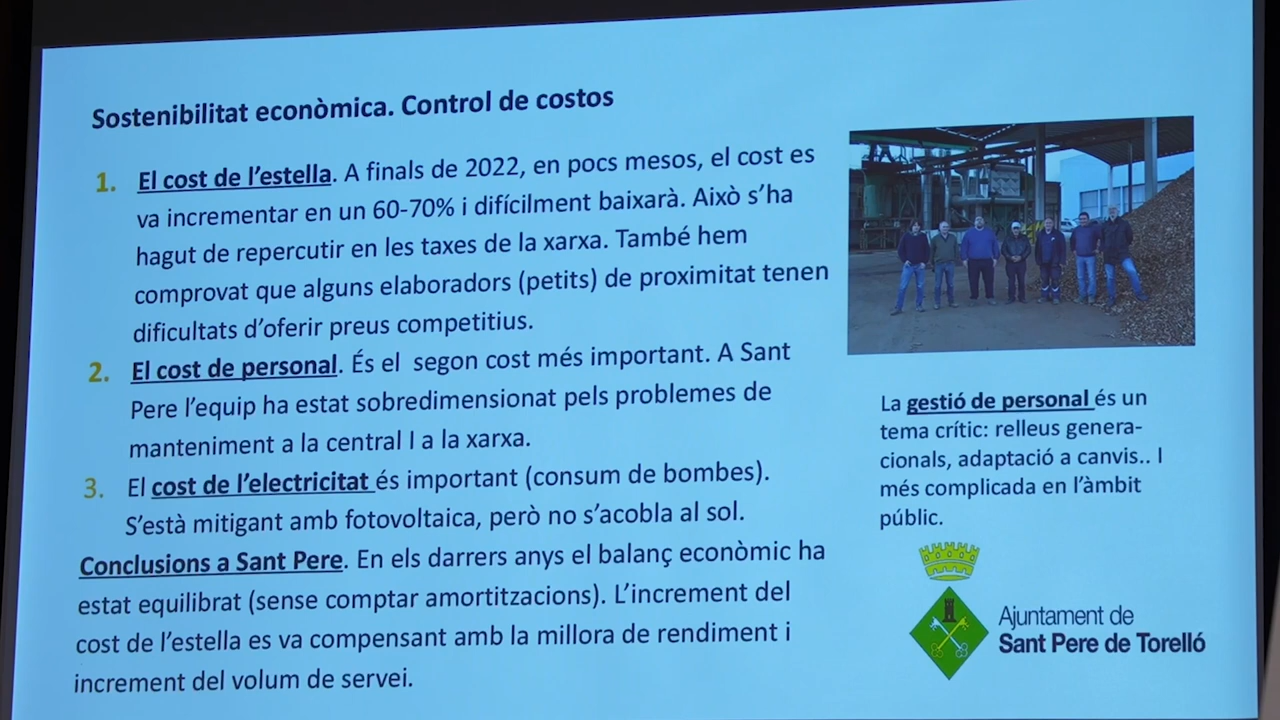 Sostenibilitat econòmica. Control de costos
1. El cost de l'estella. A finals de 2022, en pocs mesos, el cost es
va incrementar en un 60-70% i difícilment baixarà. Això s'ha
hagut de repercutir en les taxes de la xarxa. També hem
comprovat que alguns elaboradors (petits) de proximitat tenen
dificultats d'oferir preus competitius.
2. El cost de personal. És el segon cost més important. A Sant
Pere l'equip ha estat sobredimensionat pels problemes de
manteniment a la central I a la xarxa.
3. El cost de l'electricitat és important (consum de bombes).
S'està mitigant amb fotovoltaica, però no s'acobla al sol.
Conclusions a Sant Pere. En els darrers anys el balanç econòmic ha
estat equilibrat (sense comptar amortitzacions). L'increment del
cost de l'estella es va compensant amb la millora de rendiment i
increment del volum de servei.
La gestió de personal és un
tema crític: relleus genera-
cionals, adaptació a canvis.. I
més complicada en l'àmbit
públic.
Ajuntament de
Sant Pere de Torelló